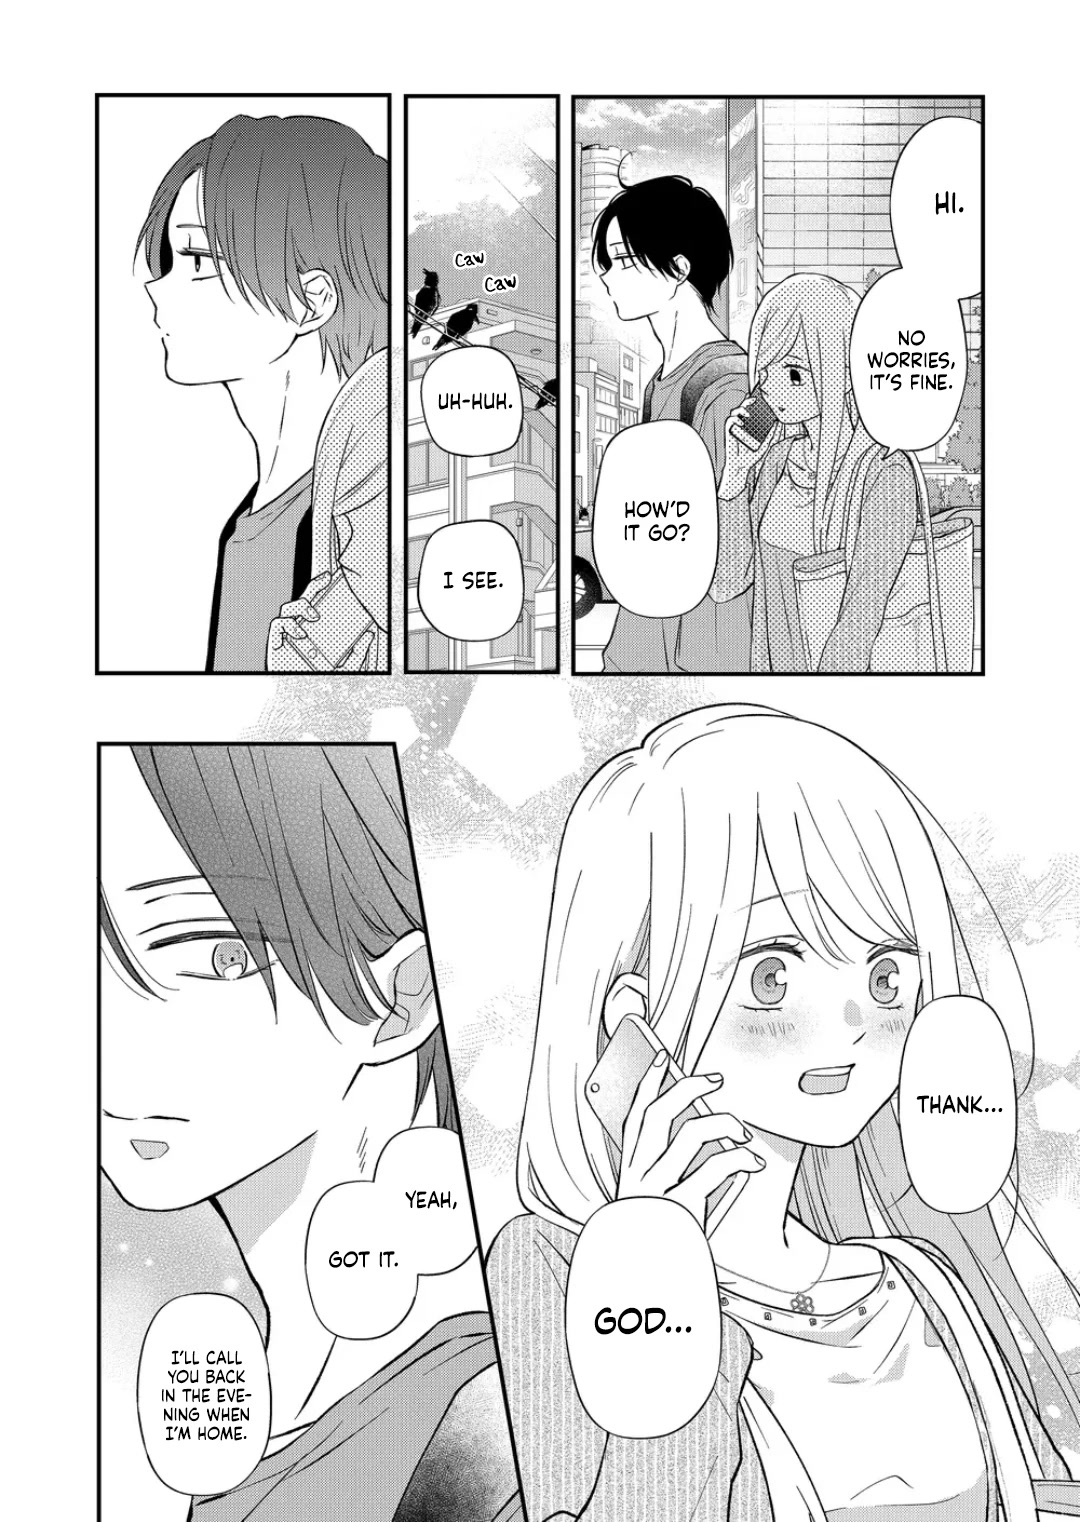 HI.
NO
WORRIES,
IT'S FINE.
HOW'D
IT GO?
Caw
Caw
UH-HUH.
I SEE.
THANK...
GOD...
YEAH,
GOT IT.
I'LL CALL
YOU BACK
IN THE EVE-
NING WHEN
I'M HOME.